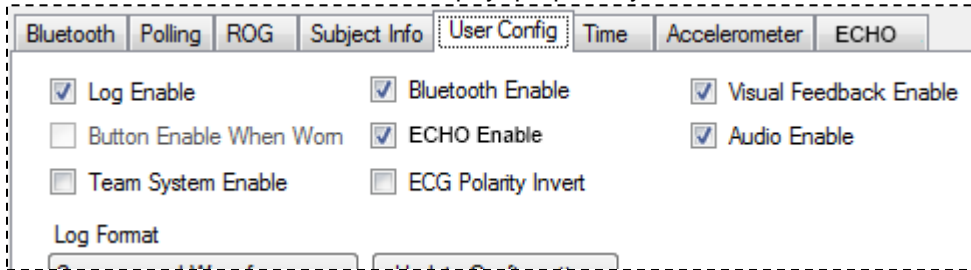 Bluetooth Polling ROG Subject Info User Config Time Accelerometer ECHO
Log Enable Bluetooth Enable Visual Feedback Enable
Button Enable When Worn ECHO Enable Audio Enable
Team System Enable ECG Polarity Invert
Log Format